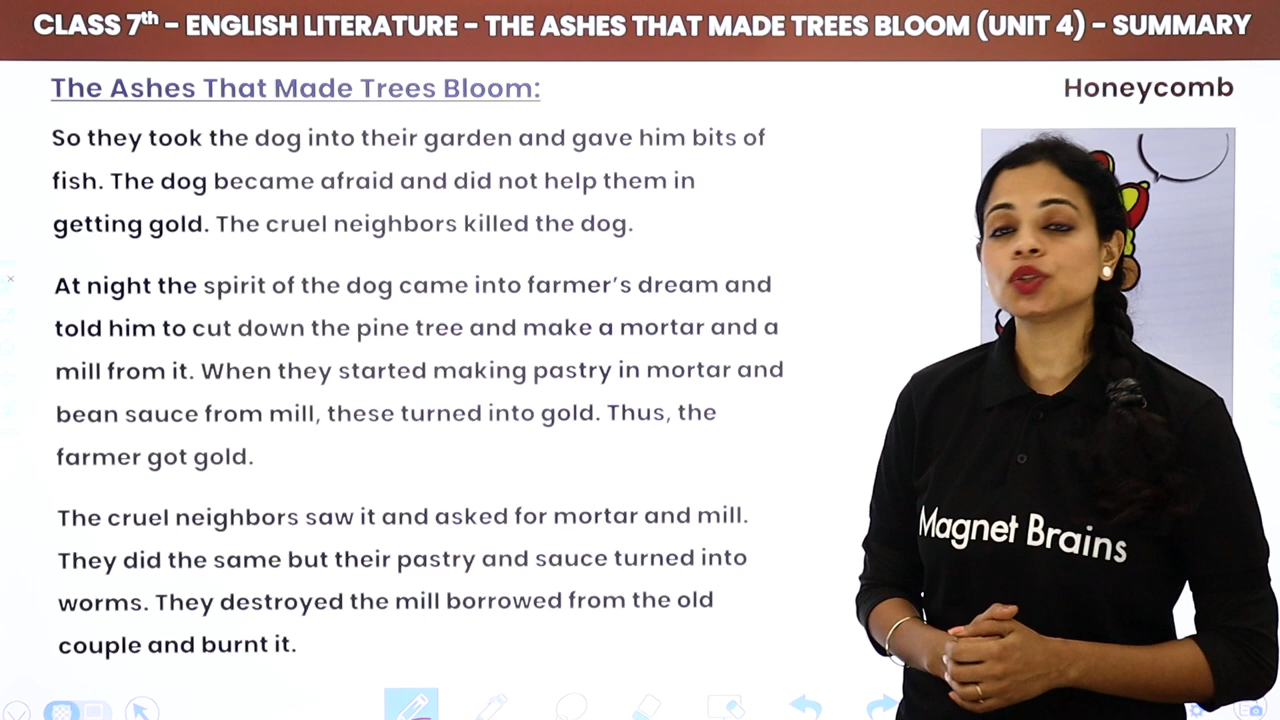 CLASS 7th – ENGLISH LITERATURE – THE ASHES THAT MADE TREES BLOOM (UNIT 4) – SUMMARY
The Ashes That Made Trees Bloom:
Honeycomb
So they took the dog into their garden and gave him bits of
fish. The dog became afraid and did not help them in
getting gold. The cruel neighbors killed the dog.
At night the spirit of the dog came into farmer's dream and
told him to cut down the pine tree and make a mortar and a
mill from it. When they started making pastry in mortar and
bean sauce from mill, these turned into gold. Thus, the
farmer got gold.
The cruel neighbors saw it and asked for mortar and mill.
They did the same but their pastry and sauce turned into
worms. They destroyed the mill borrowed from the old
couple and burnt it.
Magnet Brains